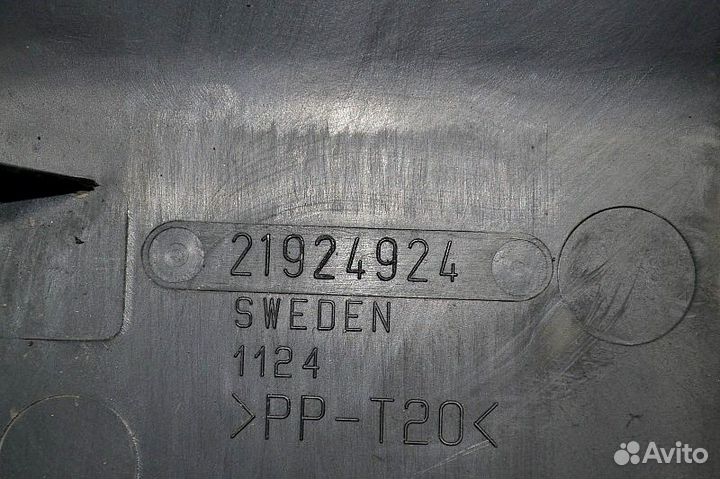 21924924
SWEDEN
1124
>PP-T20<
Avito